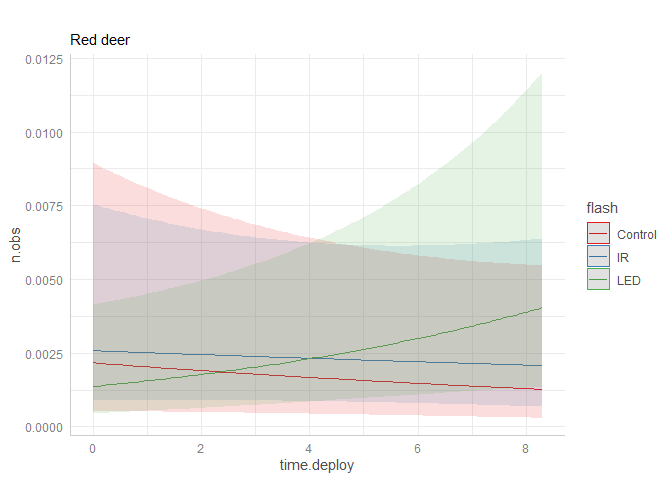 Red deer
0.0125
0.0100
0.0075
0.0050
0.0025
0.0000
n.obs
0 2 4 6 8
time.deploy
flash
Control
IR
LED